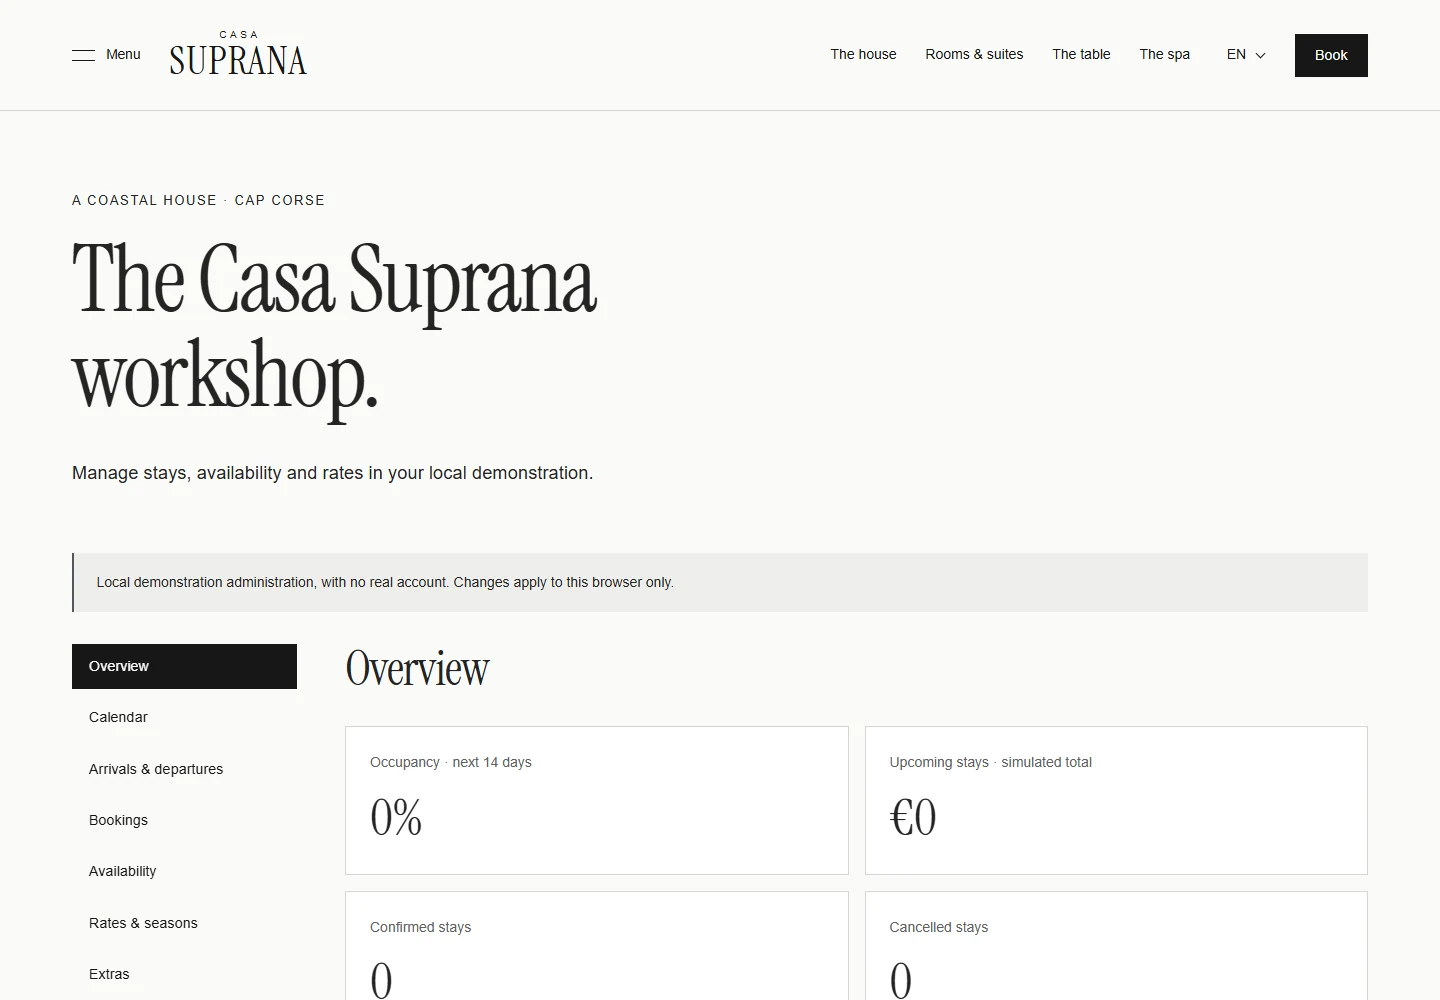 Menu
CASA
SUPRANA
The house
Rooms & suites
The table
The spa
EN
Book
A COASTAL HOUSE · CAP CORSE
The Casa Suprana
workshop.
Manage stays, availability and rates in your local demonstration.
Local demonstration administration, with no real account. Changes apply to this browser only.
Overview
Calendar
Arrivals & departures
Bookings
Availability
Rates & seasons
Extras
Overview
Occupancy · next 14 days
0%
Upcoming stays · simulated total
€0
Confirmed stays
0
Cancelled stays
0